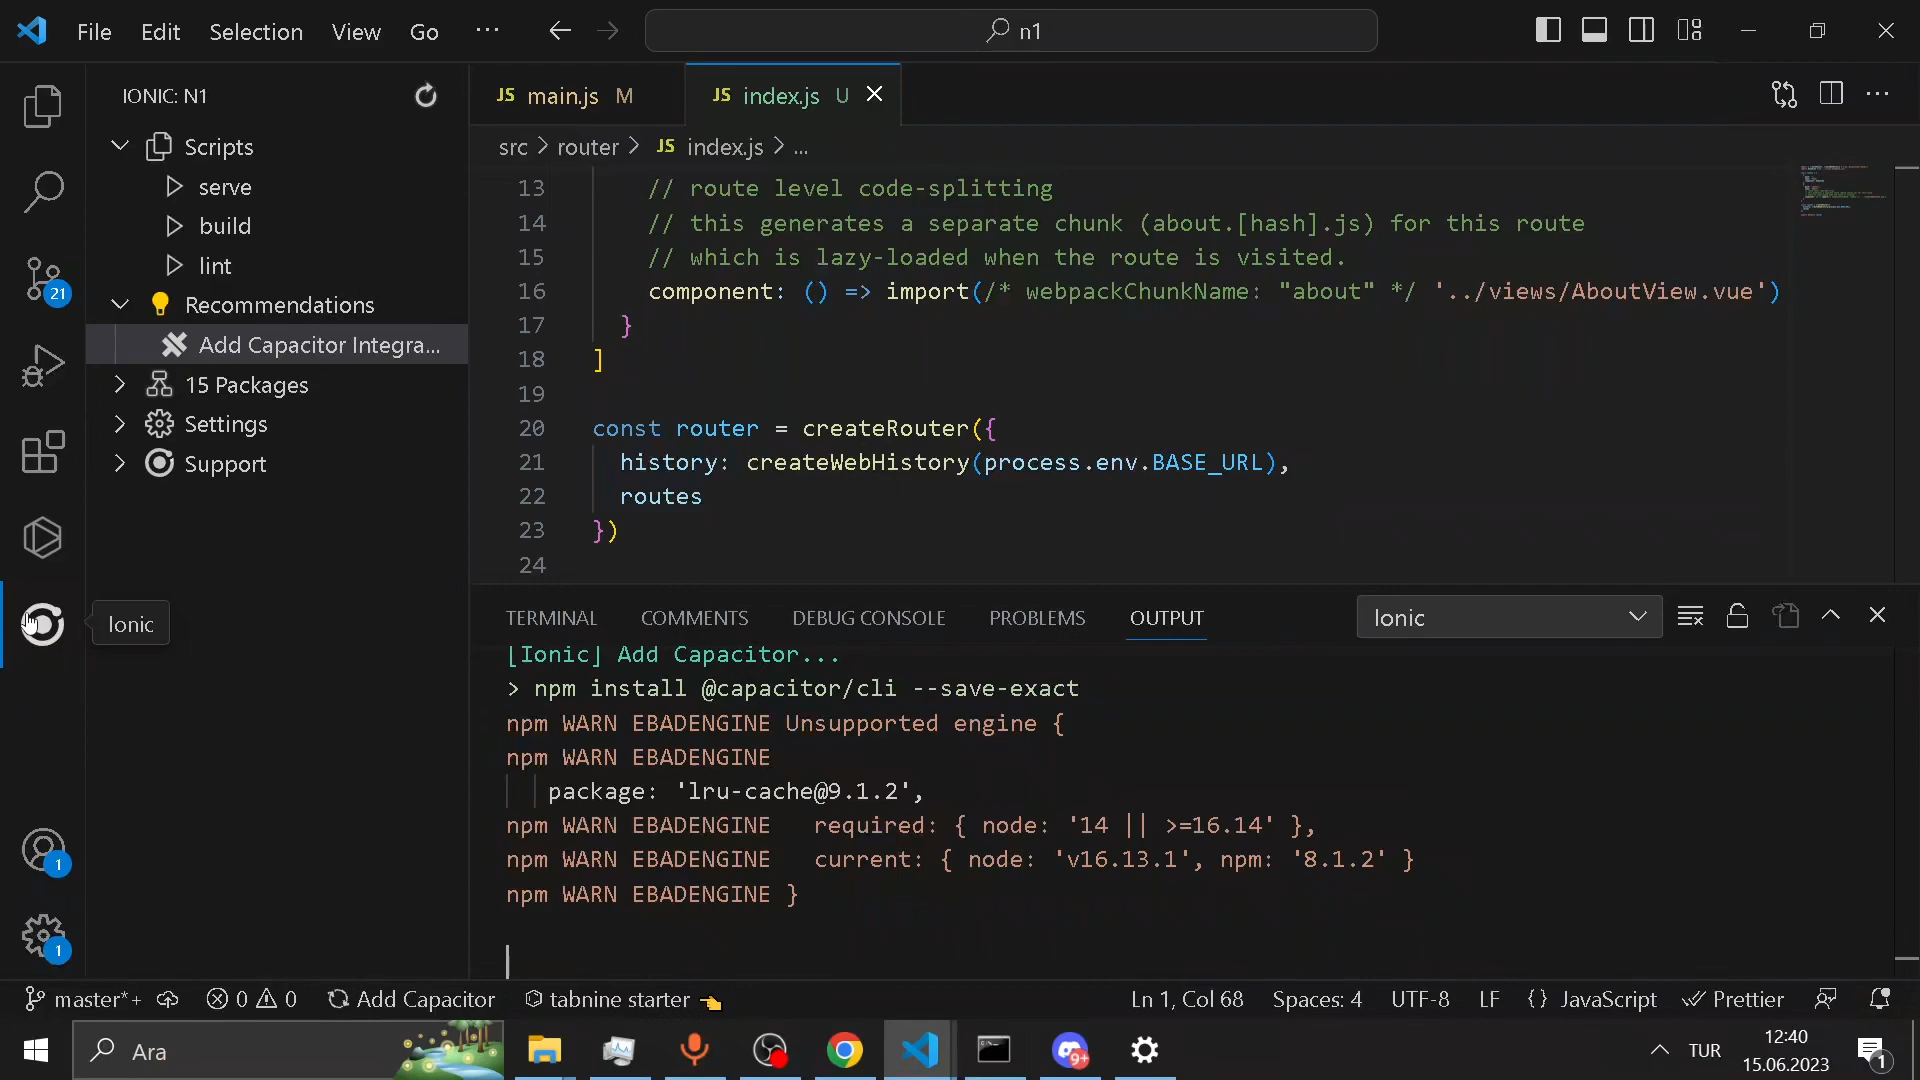 File Edit Selection View Go ...
n1
IONIC: N1
Scripts
serve
build
lint
Recommendations
Add Capacitor Integra...
15 Packages
Settings
Support
21
Ionic
1
1
JS main.js M
JS index.js U
src > router > JS index.js > ...
13 // route level code-splitting
14 // this generates a separate chunk (about.[hash].js) for this route
15 // which is lazy-loaded when the route is visited.
16 component: () => import(/* webpackChunkName: "about" */ '../views/AboutView.vue')
17 }
18 ]
19
20 const router = createRouter({
21 history: createWebHistory(process.env.BASE_URL),
22 routes
23 })
24
TERMINAL COMMENTS DEBUG CONSOLE PROBLEMS OUTPUT Ionic
[Ionic] Add Capacitor...
> npm install @capacitor/cli --save-exact
npm WARN EBADENGINE Unsupported engine {
npm WARN EBADENGINE
package: 'lru-cache@9.1.2',
npm WARN EBADENGINE required: { node: '14 || >=16.14' },
npm WARN EBADENGINE current: { node: 'v16.13.1', npm: '8.1.2' }
npm WARN EBADENGINE }
master*+ 0 0 Add Capacitor tabnine starter Ln 1, Col 68 Spaces: 4 UTF-8 LF {} JavaScript Prettier
Ara
9+
TUR
12:40
15.06.2023
1